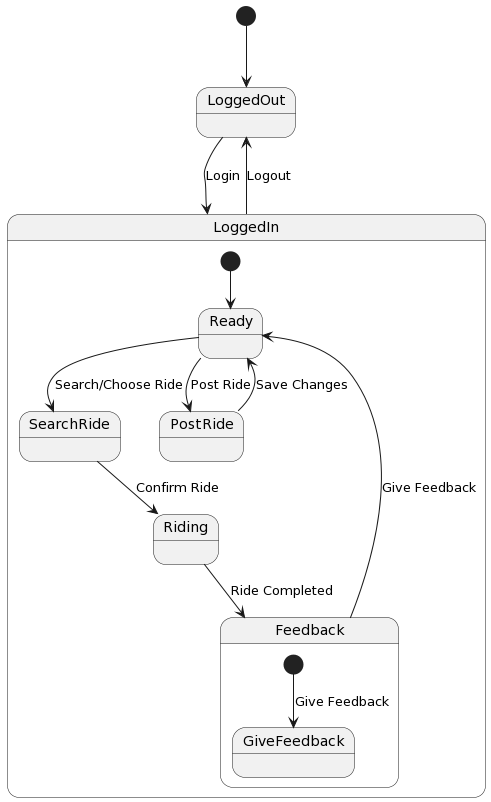 LoggedOut
Login
Logout
LoggedIn
Ready
Search/Choose Ride
Post Ride
Save Changes
SearchRide
PostRide
Confirm Ride
Give Feedback
Riding
Ride Completed
Feedback
Give Feedback
GiveFeedback